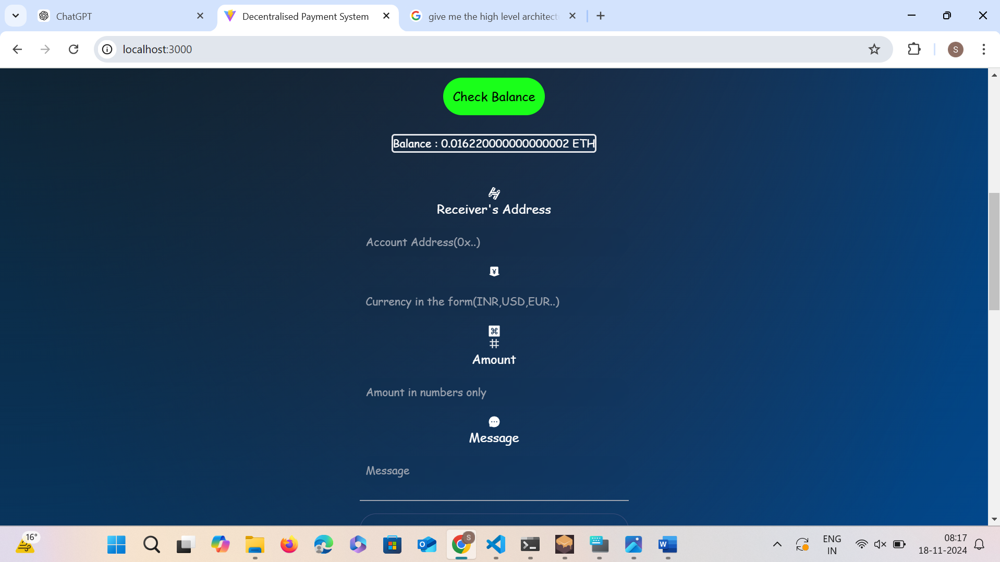 ChatGPT
Decentralised Payment System
give me the high level architect
localhost:3000
S
Check Balance
Balance : 0.016220000000000002 ETH
Receiver's Address
Account Address(0x..)
¥
Currency in the form(INR,USD,EUR..)
⌘
#
Amount
Amount in numbers only
Message
Message
16°
S
ENG
IN
08:17
18-11-2024